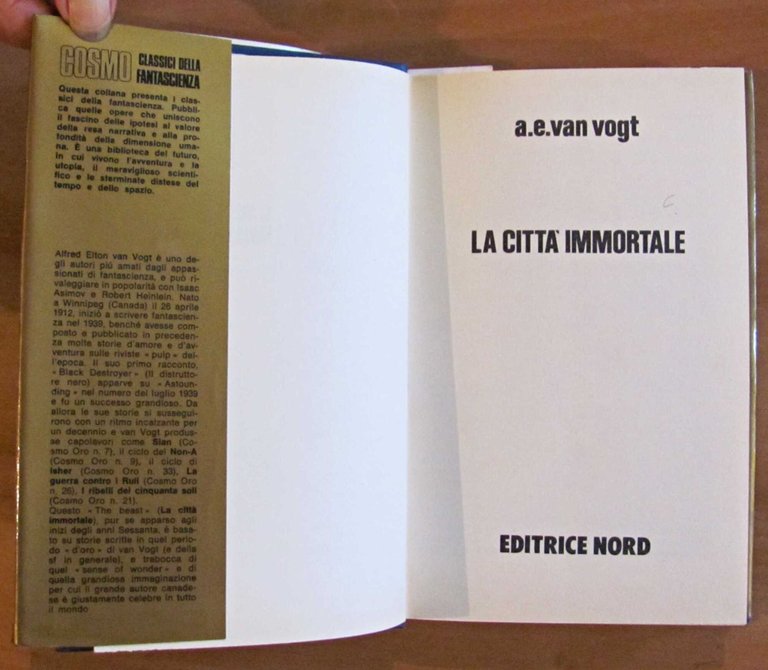 COSMO CLASSICI DELLA
FANTASCIENZA
Questa collana presenta i clas-
sici della fantascienza. Pubbli-
ca quelle opere che uniscono
il fascino delle ipotesi al valore
della resa narrativa e alla pro-
fondità della dimensione uma-
na. È una biblioteca del futuro,
in cui vivono l'avventura e la
utopia, il meraviglioso scienti-
fico e le sterminate distese del
tempo e dello spazio.
Alfred Elton van Vogt è uno de-
gli autori più amati dagli appas-
sionati di fantascienza, e può ri-
valeggiare in popolarità con Isaac
Asimov e Robert Heinlein. Nato
a Winnipeg (Canada) il 26 aprile
1912, iniziò a scrivere fantascien-
za nel 1939, benché avesse com-
posto e pubblicato in preceden-
za molte storie d'amore e d'av-
ventura sulle riviste «pulp» del-
l'epoca. Il suo primo racconto,
«Black Destroyer» (Il distrutto-
re nero) apparve su «Astoun-
ding» nel numero del luglio 1939
e fu un successo grandioso. Da
allora le sue storie si sussegui-
rono con un ritmo incalzante per
un decennio e van Vogt produs-
se capolavori come Slan (Co-
smo Oro n. 7), il ciclo del Non-A
(Cosmo Oro n. 9), il ciclo di
Isher (Cosmo Oro n. 33), La
guerra contro i Rull (Cosmo Oro
n. 26), I ribelli dei cinquanta soli
(Cosmo Oro n. 21).
Questo «The beast» (La città
immortale), pur se apparso agli
inizi degli anni Sessanta, è basa-
to su storie scritte in quel perio-
do «d'oro» di van Vogt (e della
sf in generale), e trabocca di
quel «sense of wonder» e di
quella grandiosa immaginazione
per cui il grande autore canade-
se è giustamente celebre in tutto
il mondo
a.e.van vogt
LA CITTÀ IMMORTALE
EDITRICE NORD